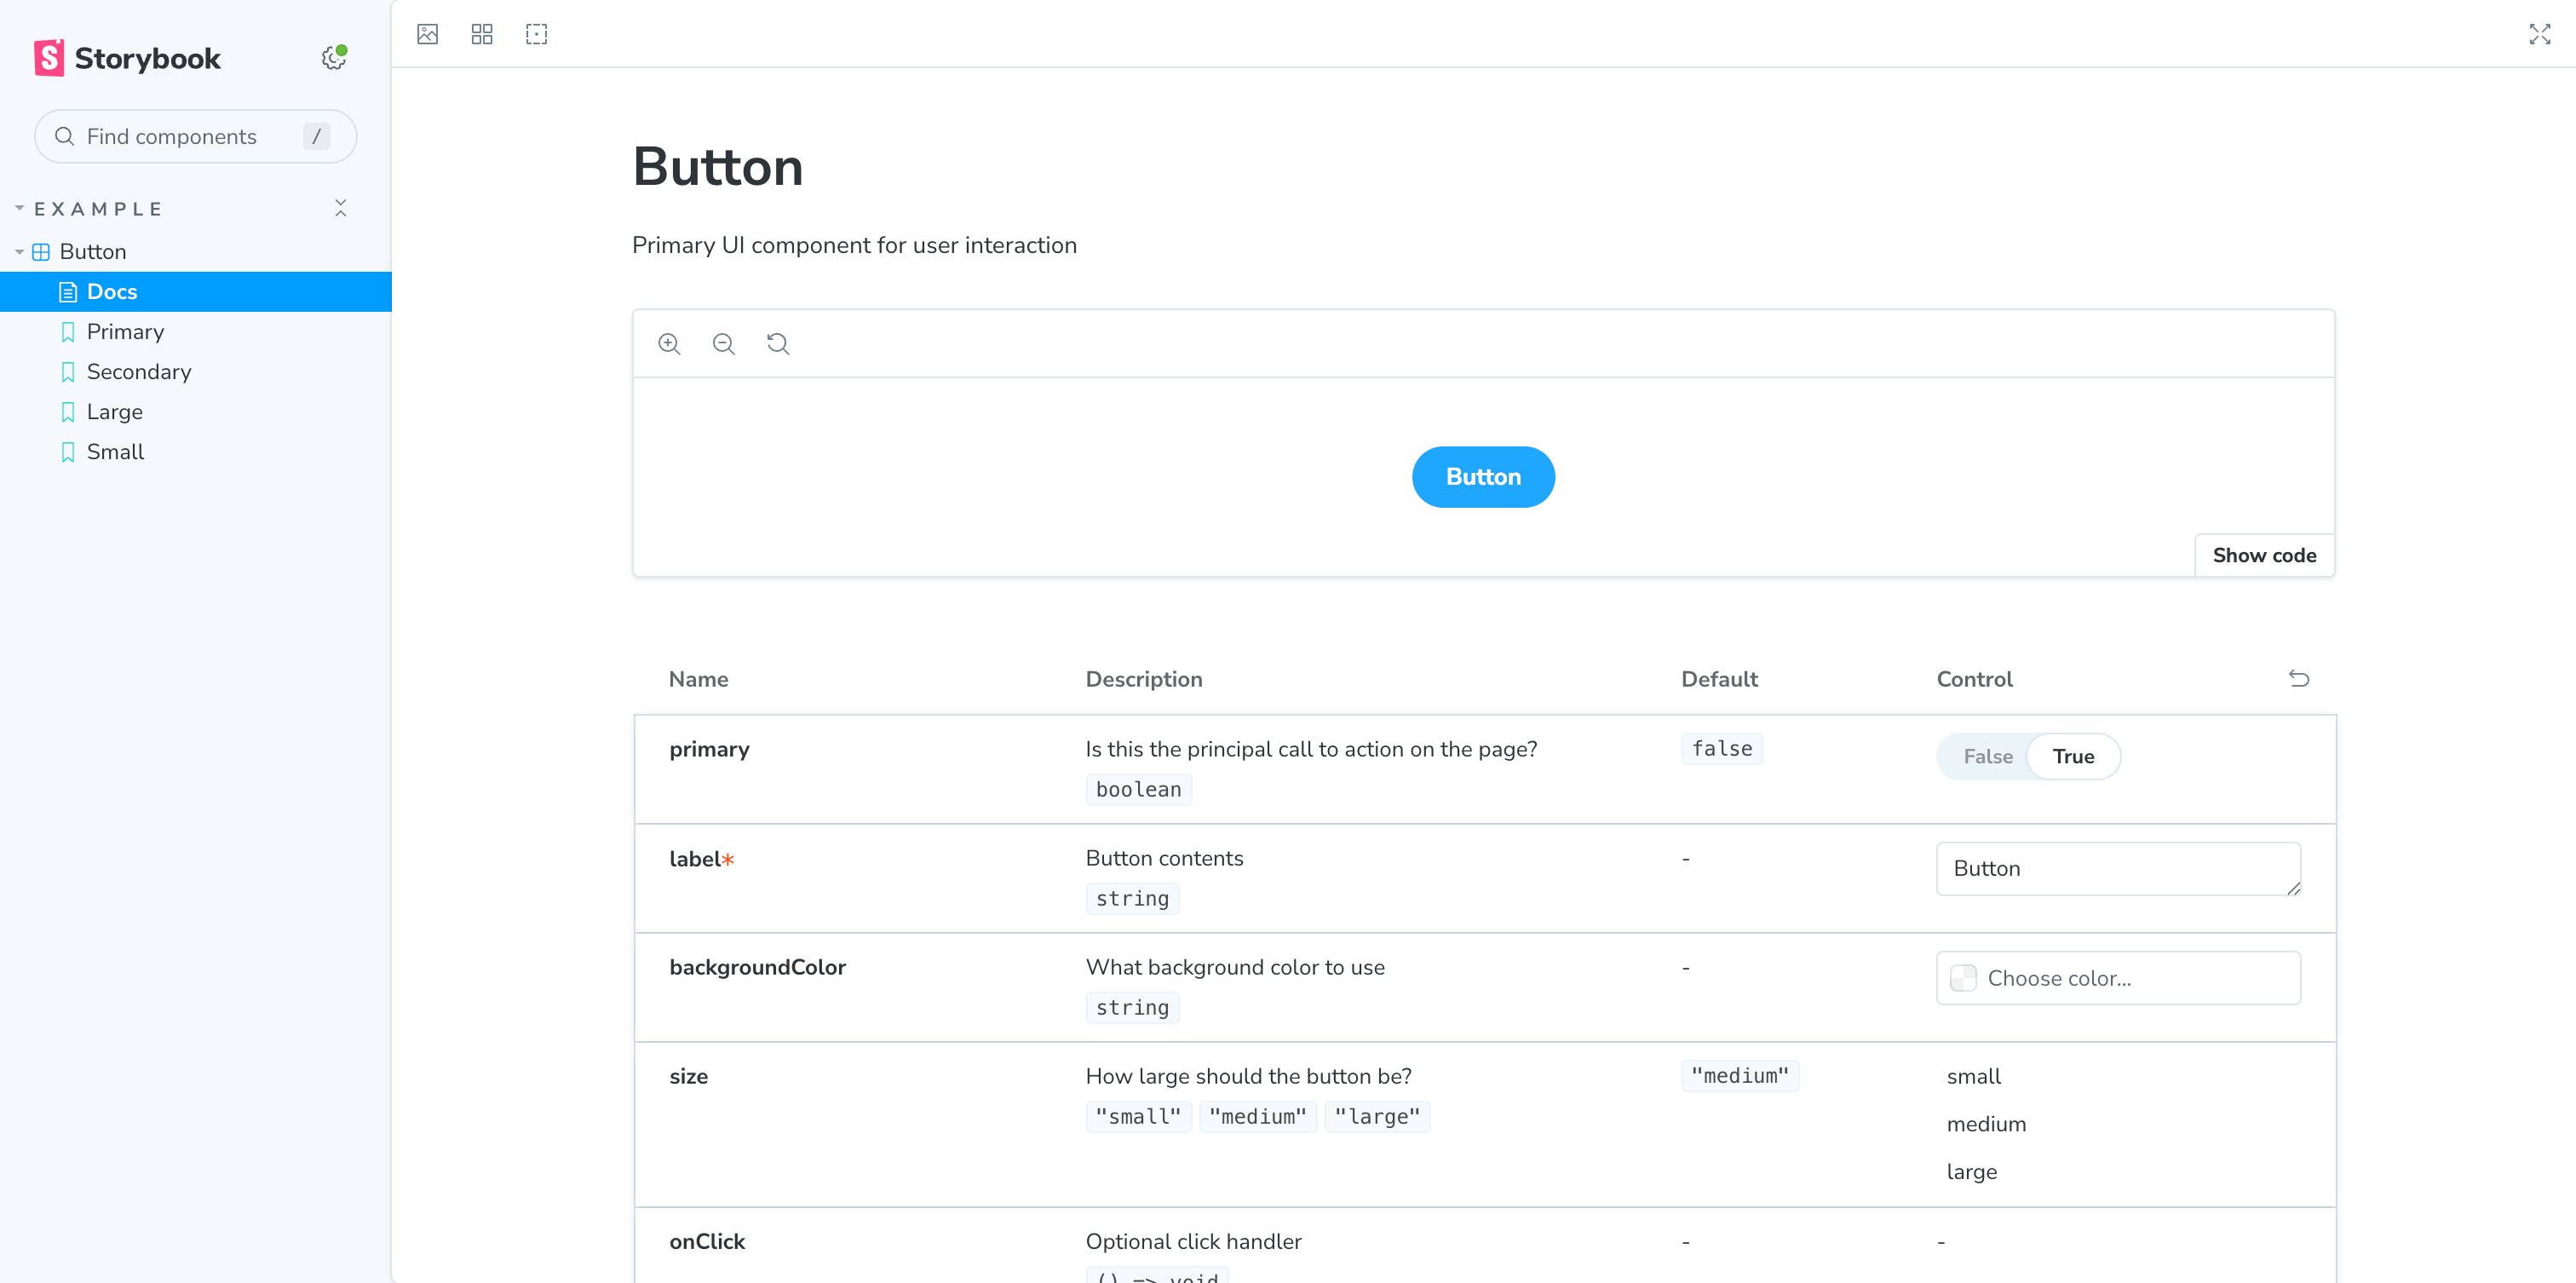 Storybook
Find components /
EXAMPLE
Button
Docs
Primary
Secondary
Large
Small
Button
Primary UI component for user interaction
Button
Show code
Name Description Default Control
primary Is this the principal call to action on the page? false False True
boolean
label* Button contents - Button
string
backgroundColor What background color to use - Choose color...
string
size How large should the button be? "medium" small
"small" "medium" "large" medium
large
onClick Optional click handler - -
() => void